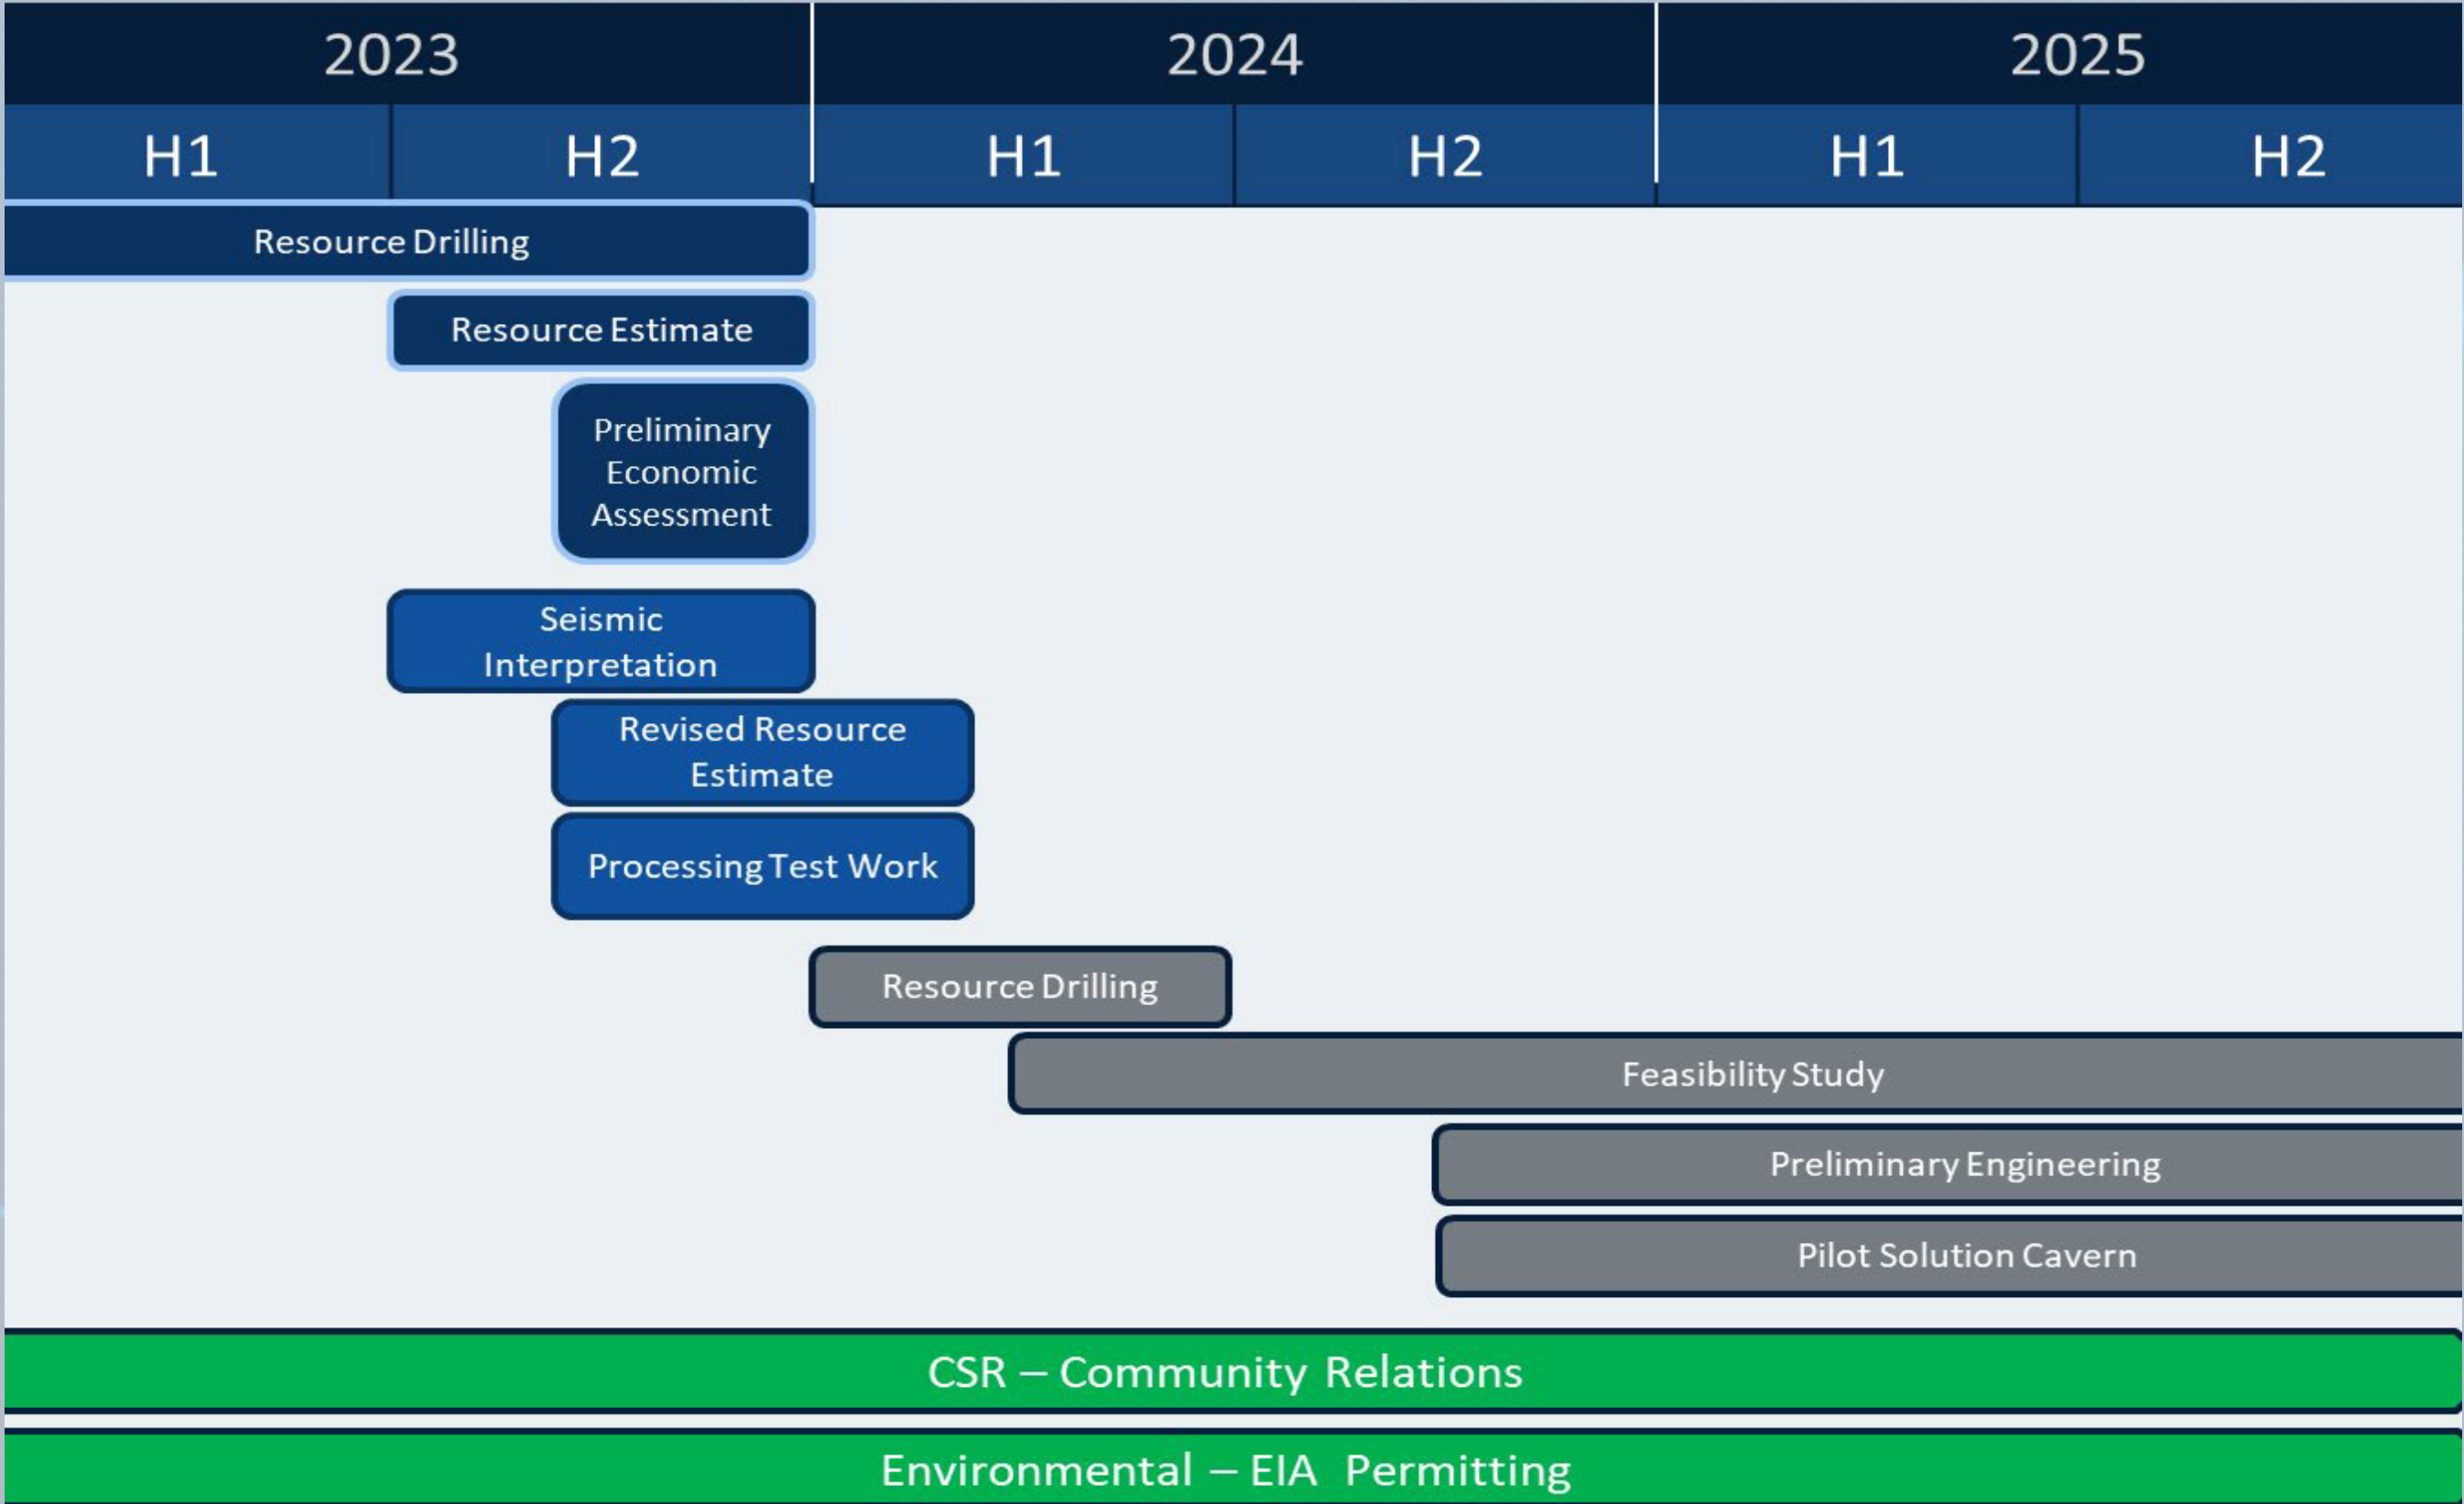 2023
2024
2025
H1
H2
H1
H2
H1
H2
Resource Drilling
Resource Estimate
Preliminary
Economic
Assessment
Seismic
Interpretation
Revised Resource
Estimate
Processing Test Work
Resource Drilling
Feasibility Study
Preliminary Engineering
Pilot Solution Cavern
CSR – Community Relations
Environmental – EIA Permitting